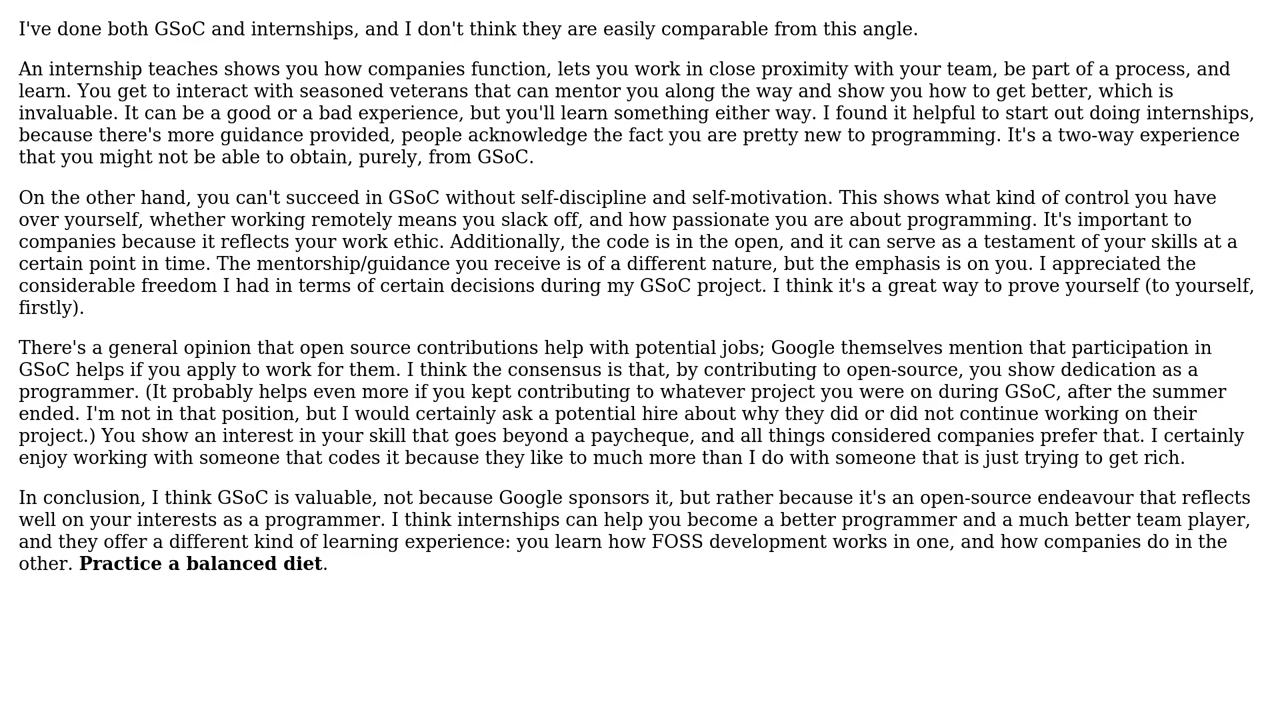 I've done both GSoC and internships, and I don't think they are easily comparable from this angle.
An internship teaches shows you how companies function, lets you work in close proximity with your team, be part of a process, and
learn. You get to interact with seasoned veterans that can mentor you along the way and show you how to get better, which is
invaluable. It can be a good or a bad experience, but you'll learn something either way. I found it helpful to start out doing internships,
because there's more guidance provided, people acknowledge the fact you are pretty new to programming. It's a two-way experience
that you might not be able to obtain, purely, from GSoC.
On the other hand, you can't succeed in GSoC without self-discipline and self-motivation. This shows what kind of control you have
over yourself, whether working remotely means you slack off, and how passionate you are about programming. It's important to
companies because it reflects your work ethic. Additionally, the code is in the open, and it can serve as a testament of your skills at a
certain point in time. The mentorship/guidance you receive is of a different nature, but the emphasis is on you. I appreciated the
considerable freedom I had in terms of certain decisions during my GSoC project. I think it's a great way to prove yourself (to yourself,
firstly).
There's a general opinion that open source contributions help with potential jobs; Google themselves mention that participation in
GSoC helps if you apply to work for them. I think the consensus is that, by contributing to open-source, you show dedication as a
programmer. (It probably helps even more if you kept contributing to whatever project you were on during GSoC, after the summer
ended. I'm not in that position, but I would certainly ask a potential hire about why they did or did not continue working on their
project.) You show an interest in your skill that goes beyond a paycheque, and all things considered companies prefer that. I certainly
enjoy working with someone that codes it because they like to much more than I do with someone that is just trying to get rich.
In conclusion, I think GSoC is valuable, not because Google sponsors it, but rather because it's an open-source endeavour that reflects
well on your interests as a programmer. I think internships can help you become a better programmer and a much better team player,
and they offer a different kind of learning experience: you learn how FOSS development works in one, and how companies do in the
other. Practice a balanced diet.